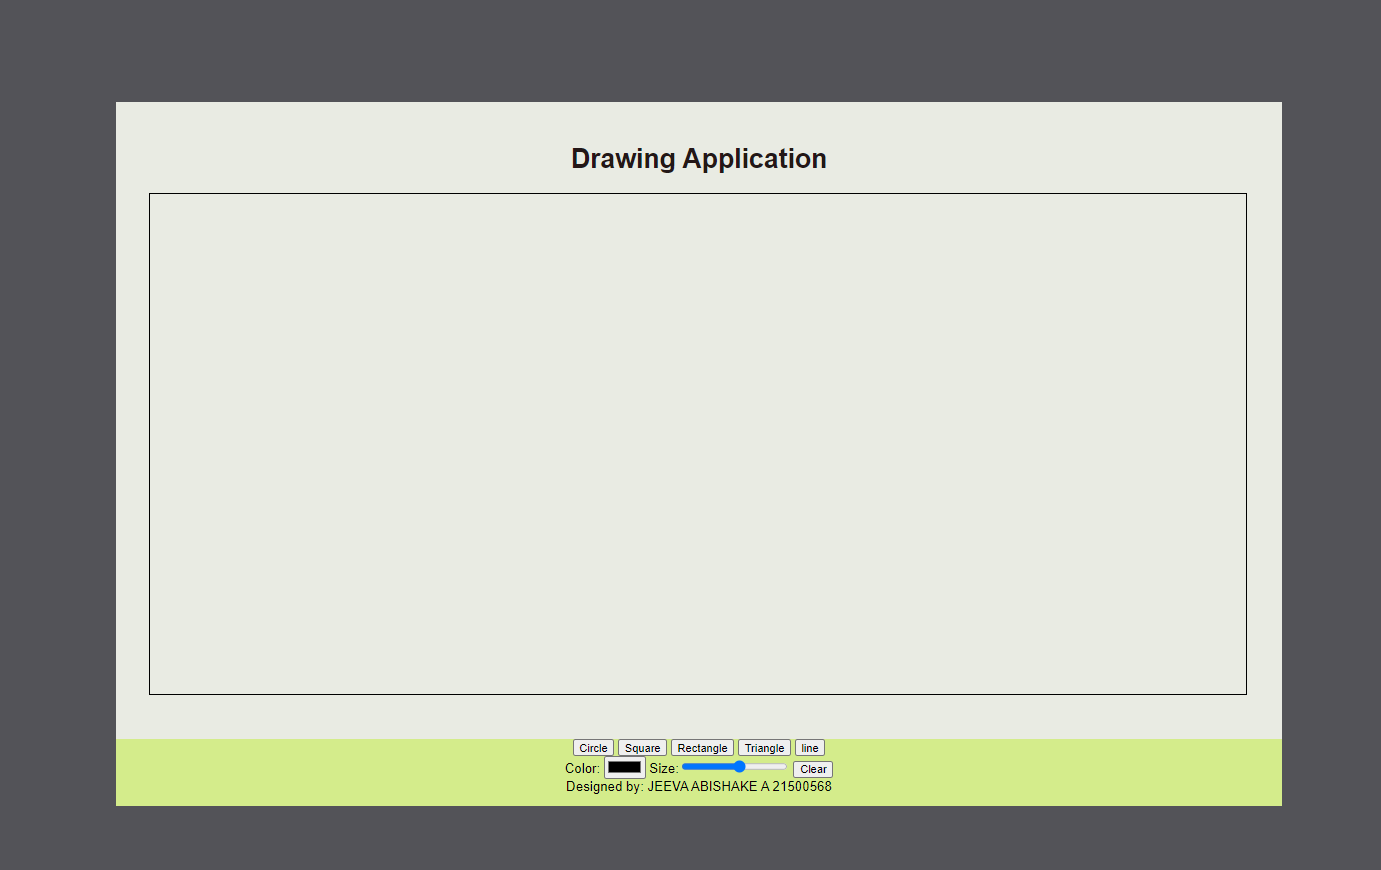 Drawing Application
Circle Square Rectangle Triangle line
Color: Size: Clear
Designed by: JEEVA ABISHAKE A 21500568